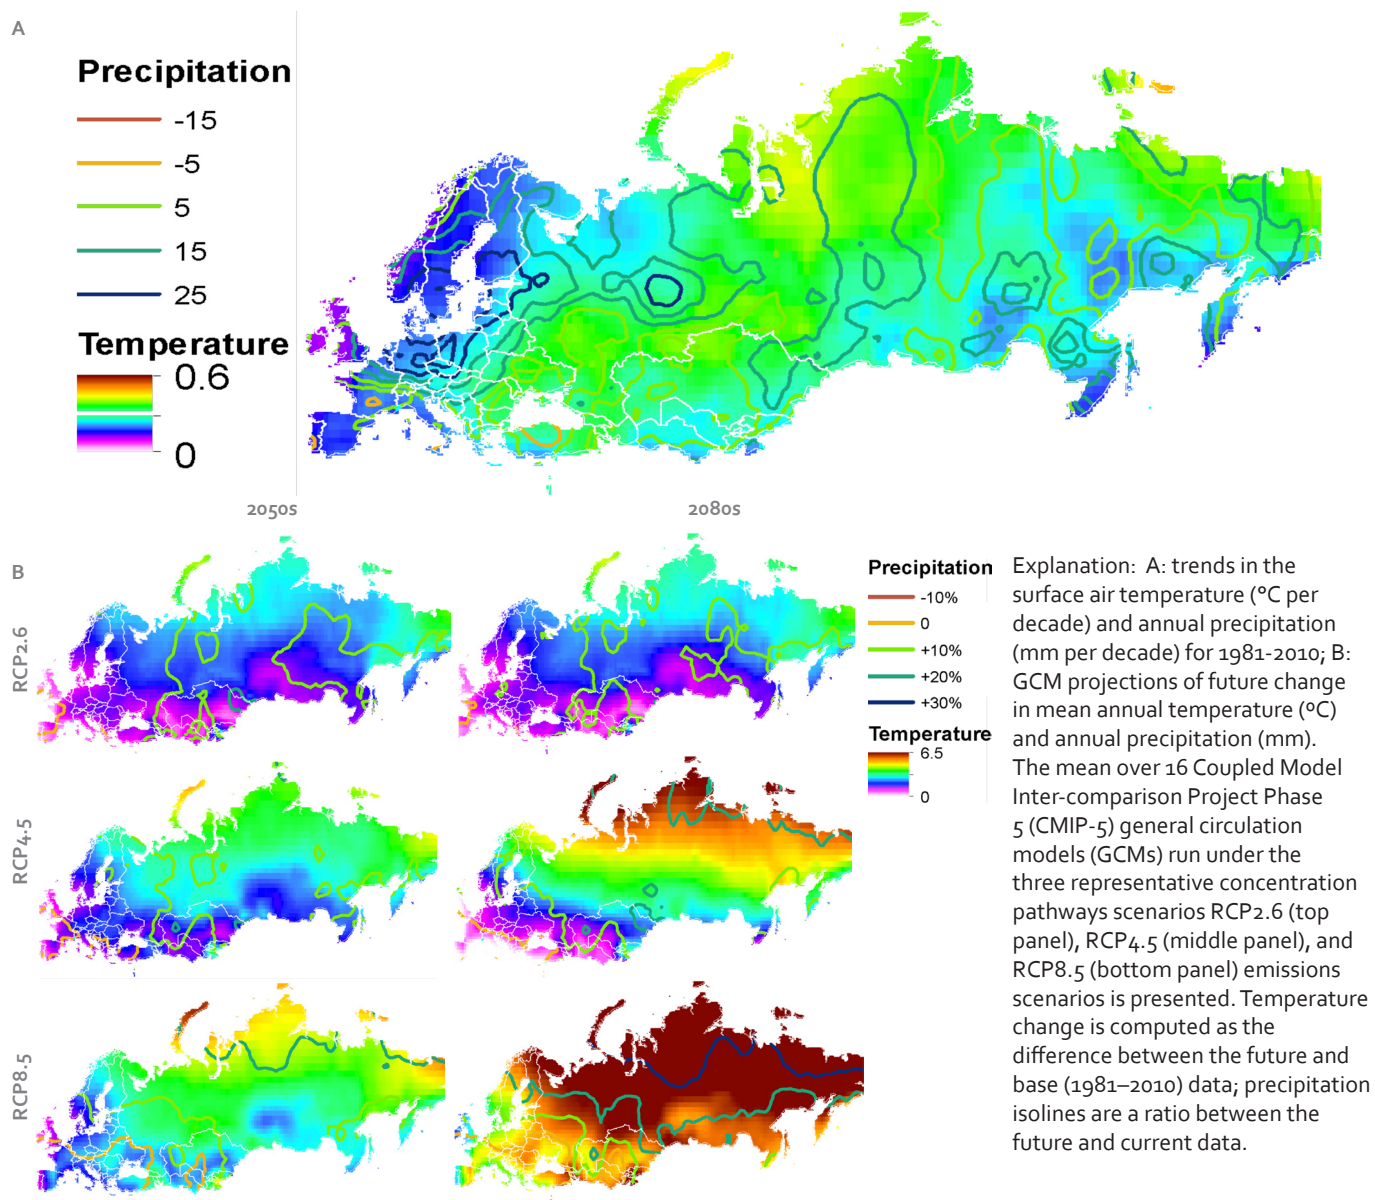 A
Precipitation
-15
-5
5
15
25
Temperature
0.6
0
2050s
2080s
B
RCP2.6
RCP4.5
RCP8.5
Precipitation
-10%
0
+10%
+20%
+30%
Temperature
6.5
0
Explanation: A: trends in the
surface air temperature (°C per
decade) and annual precipitation
(mm per decade) for 1981-2010; B:
GCM projections of future change
in mean annual temperature (ºC)
and annual precipitation (mm).
The mean over 16 Coupled Model
Inter-comparison Project Phase
5 (CMIP-5) general circulation
models (GCMs) run under the
three representative concentration
pathways scenarios RCP2.6 (top
panel), RCP4.5 (middle panel), and
RCP8.5 (bottom panel) emissions
scenarios is presented. Temperature
change is computed as the
difference between the future and
base (1981–2010) data; precipitation
isolines are a ratio between the
future and current data.